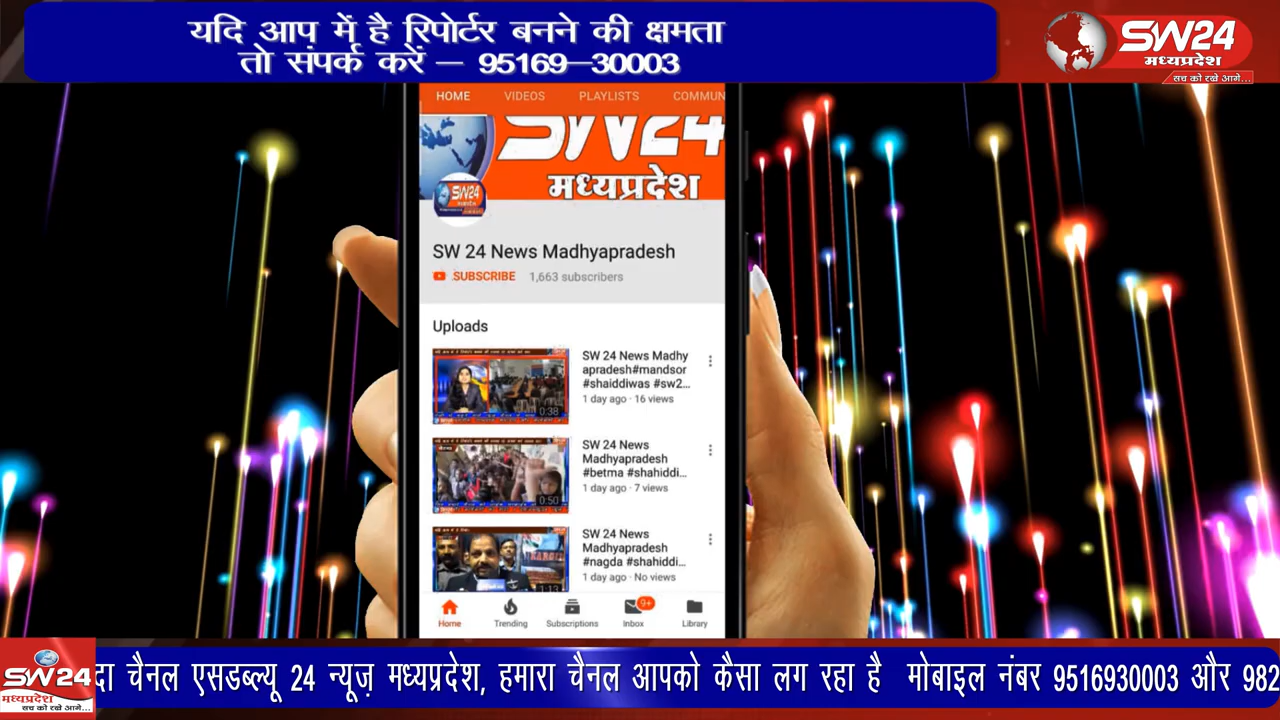 यदि आप में है रिपोर्टर बनने की क्षमता
तो संपर्क करें – 95169–30003
SW24
मध्यप्रदेश
सच को रखे आगे...
HOME VIDEOS PLAYLISTS COMMUN
SW24
मध्यप्रदेश
SW24
SW 24 News Madhyapradesh
SUBSCRIBE 1,663 subscribers
Uploads
SW 24 News Madhy
apradesh#mandsor
#shaiddiwas #sw2...
1 day ago · 16 views
0:38
SW 24 News
Madhyapradesh
#betma #shahiddi...
1 day ago · 7 views
0:50
SW 24 News
Madhyapradesh
#nagda #shahiddi...
1 day ago · No views
1:13
9+
Home Trending Subscriptions Inbox Library
SW24
मध्यप्रदेश
सच को रखे आगे...
दा चैनल एसडब्ल्यू 24 न्यूज़ मध्यप्रदेश, हमारा चैनल आपको कैसा लग रहा है मोबाइल नंबर 9516930003 और 982